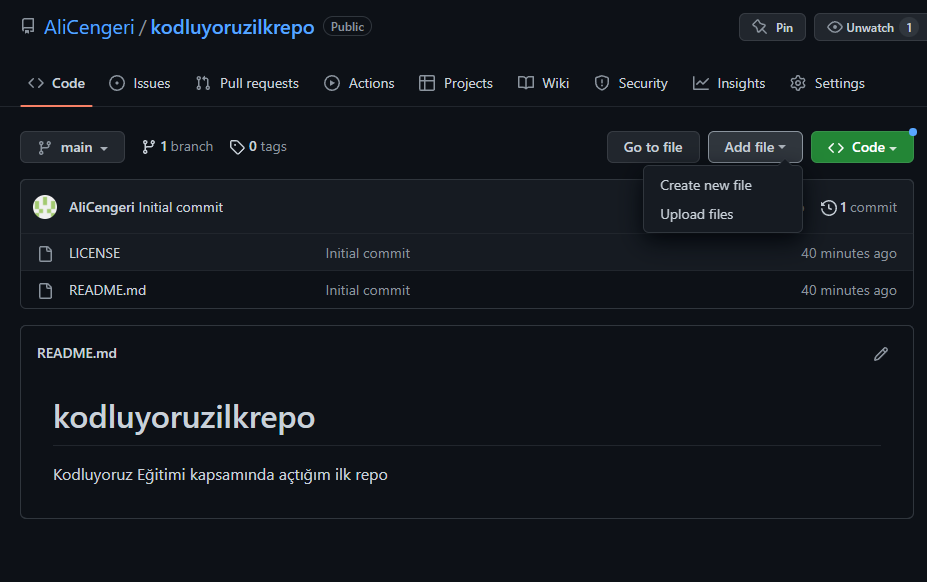 AliCengeri / kodluyoruzilkrepo Public Pin Unwatch 1
Code Issues Pull requests Actions Projects Wiki Security Insights Settings
main 1 branch 0 tags Go to file Add file Code
Create new file
Upload files
AliCengeri Initial commit 1 commit
LICENSE Initial commit 40 minutes ago
README.md Initial commit 40 minutes ago
README.md
kodluyoruzilkrepo
Kodluyoruz Eğitimi kapsamında açtığım ilk repo